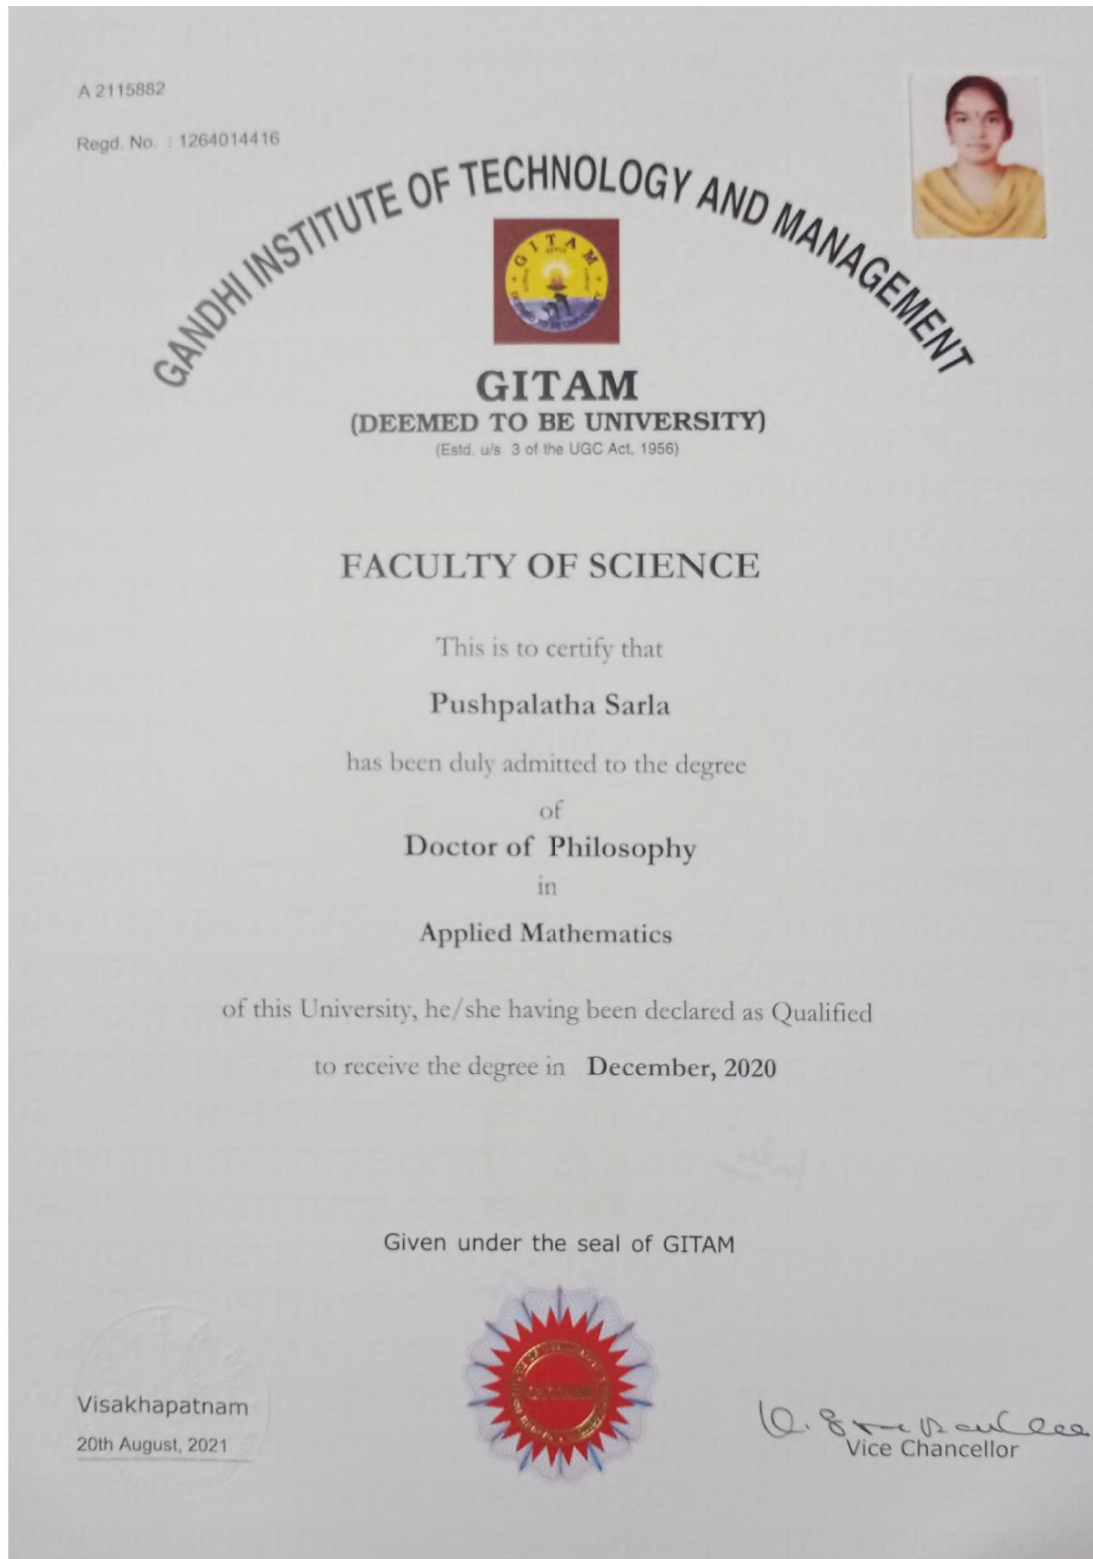 A 2115882
Regd. No. : 1264014416
GANDHI INSTITUTE OF TECHNOLOGY AND MANAGEMENT
GITAM
GITAM
(DEEMED TO BE UNIVERSITY)
(Estd. u/s 3 of the UGC Act, 1956)
FACULTY OF SCIENCE
This is to certify that
Pushpalatha Sarla
has been duly admitted to the degree
of
Doctor of Philosophy
in
Applied Mathematics
of this University, he/she having been declared as Qualified
to receive the degree in December, 2020
Given under the seal of GITAM
Visakhapatnam
20th August, 2021
Vice Chancellor